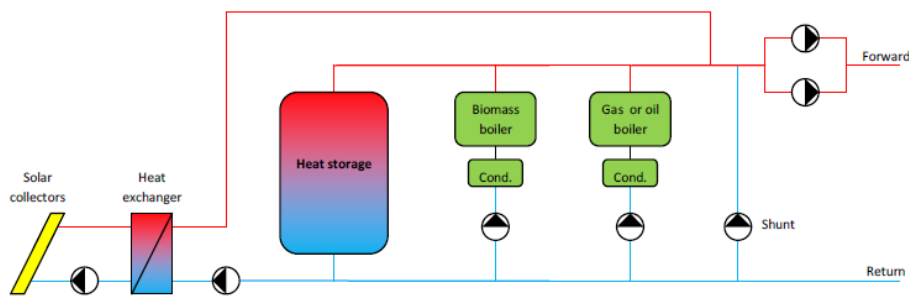 Forward
Biomass
boiler
Gas or oil
boiler
Heat storage
Solar
collectors
Heat
exchanger
Cond.
Cond.
Shunt
Return